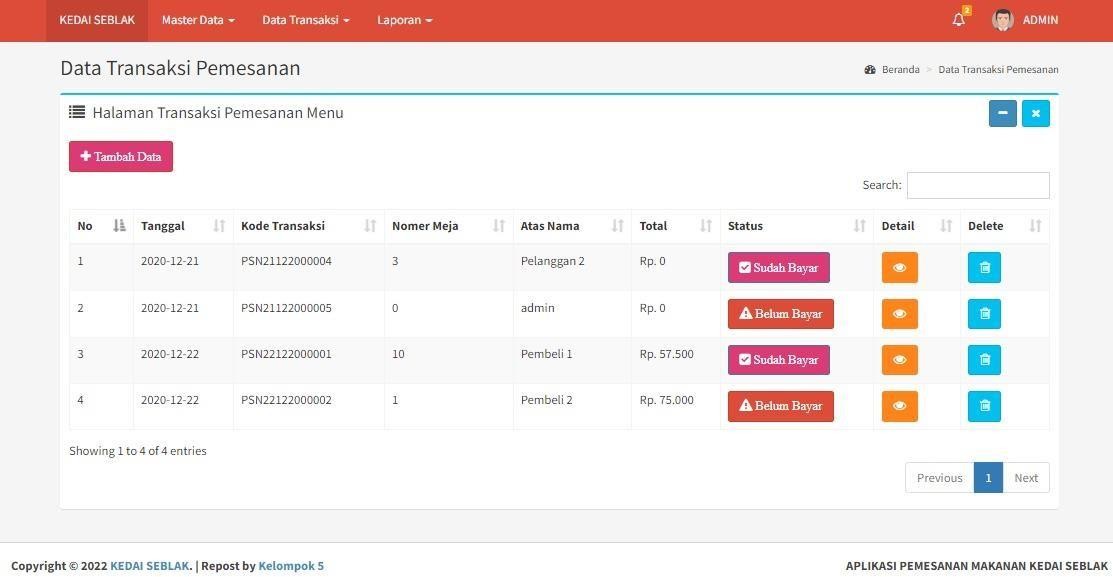 KEDAI SEBLAK Master Data Data Transaksi Laporan 2 ADMIN
Data Transaksi Pemesanan Beranda > Data Transaksi Pemesanan
Halaman Transaksi Pemesanan Menu
Tambah Data
Search:
No Tanggal Kode Transaksi Nomer Meja Atas Nama Total Status Detail Delete
1 2020-12-21 PSN21122000004 3 Pelanggan 2 Rp. 0 Sudah Bayar
2 2020-12-21 PSN21122000005 0 admin Rp. 0 Belum Bayar
3 2020-12-22 PSN22122000001 10 Pembeli 1 Rp. 57.500 Sudah Bayar
4 2020-12-22 PSN22122000002 1 Pembeli 2 Rp. 75.000 Belum Bayar
Showing 1 to 4 of 4 entries
Previous 1 Next
Copyright © 2022 KEDAI SEBLAK. | Repost by Kelompok 5 APLIKASI PEMESANAN MAKANAN KEDAI SEBLAK